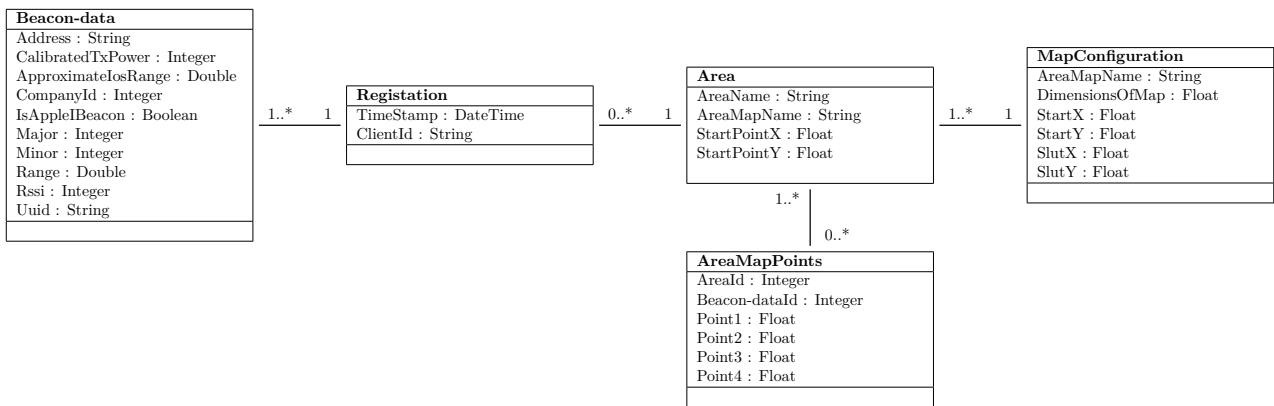 Beacon-data
Address : String
CalibratedTxPower : Integer
ApproximateIosRange : Double
CompanyId : Integer
IsAppleIBeacon : Boolean
Major : Integer
Minor : Integer
Range : Double
Rssi : Integer
Uuid : String
1..*
1
Registation
TimeStamp : DateTime
ClientId : String
0..*
1
Area
AreaName : String
AreaMapName : String
StartPointX : Float
StartPointY : Float
1..*
1
MapConfiguration
AreaMapName : String
DimensionsOfMap : Float
StartX : Float
StartY : Float
SlutX : Float
SlutY : Float
1..*
0..*
AreaMapPoints
AreaId : Integer
Beacon-dataId : Integer
Point1 : Float
Point2 : Float
Point3 : Float
Point4 : Float